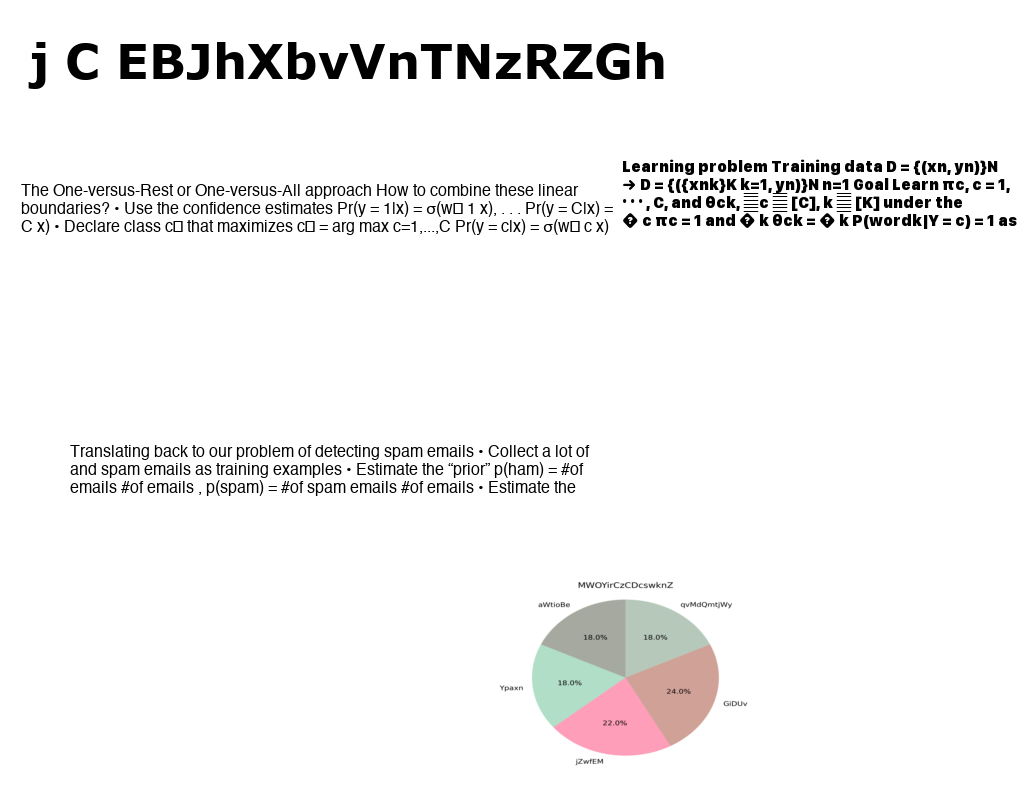 j C EBJhXbvVnTNzRZGh
The One-versus-Rest or One-versus-All approach How to combine these linear
boundaries? • Use the confidence estimates Pr(y = 1|x) = σ(w□ 1 x), . . . Pr(y = C|x) =
C x) • Declare class c□ that maximizes c□ = arg max c=1,...,C Pr(y = c|x) = σ(w□ c x)
Learning problem Training data D = {(xn, yn)}N
→ D = {({xnk}K k=1, yn)}N n=1 Goal Learn πc, c = 1,
· · · , C, and θck, c [C], k [K] under the
� c πc = 1 and � k θck = � k P(wordk|Y = c) = 1 as
Translating back to our problem of detecting spam emails • Collect a lot of
and spam emails as training examples • Estimate the “prior” p(ham) = #of
emails #of emails , p(spam) = #of spam emails #of emails • Estimate the
MWOYirCzCDcswknZ
aWtioBe
qvMdQmtjWy
18.0%
18.0%
Ypaxn
18.0%
24.0%
GiDUv
22.0%
jZwfEM